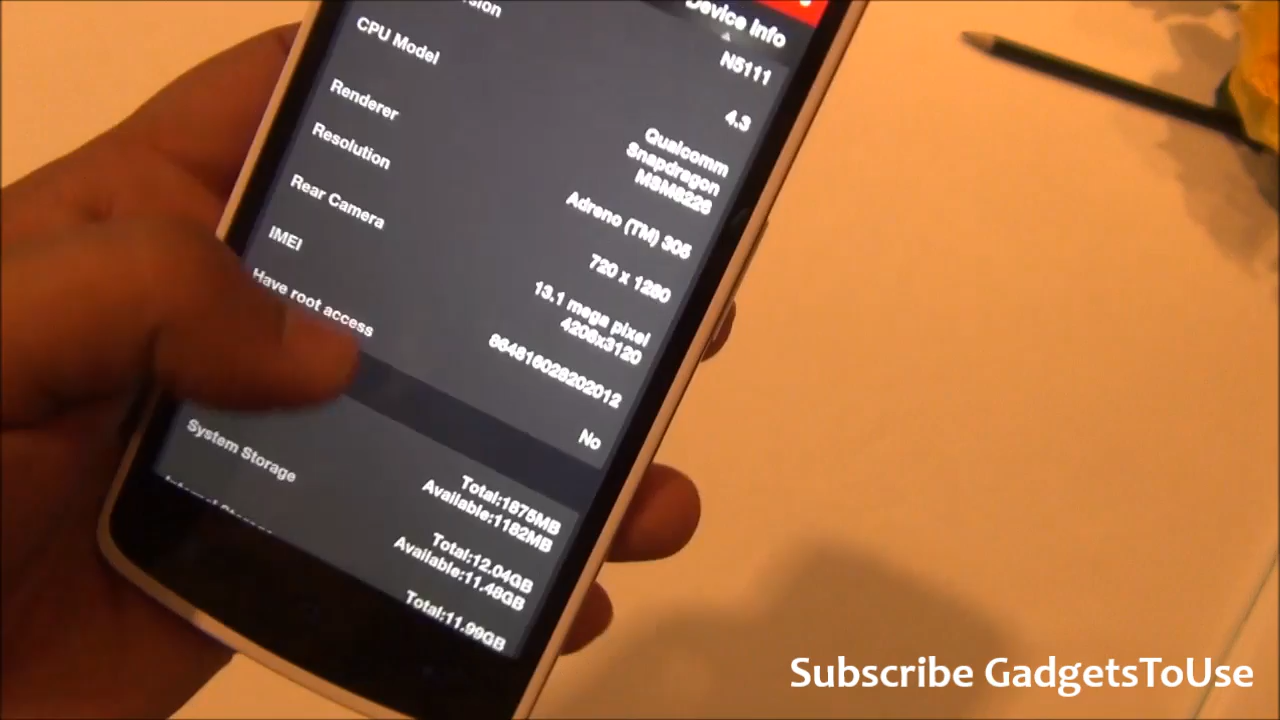 Device Info
N5111
4.3
CPU Model
Qualcomm
Snapdragon
MSM8226
Renderer
Adreno (TM) 305
Resolution
720 x 1280
Rear Camera
13.1 mega pixel
4208x3120
IMEI
864816028202012
Have root access
No
Total:1875MB
Available:1182MB
System Storage
Total:12.04GB
Available:11.48GB
Total:11.99GB
Subscribe GadgetsToUse